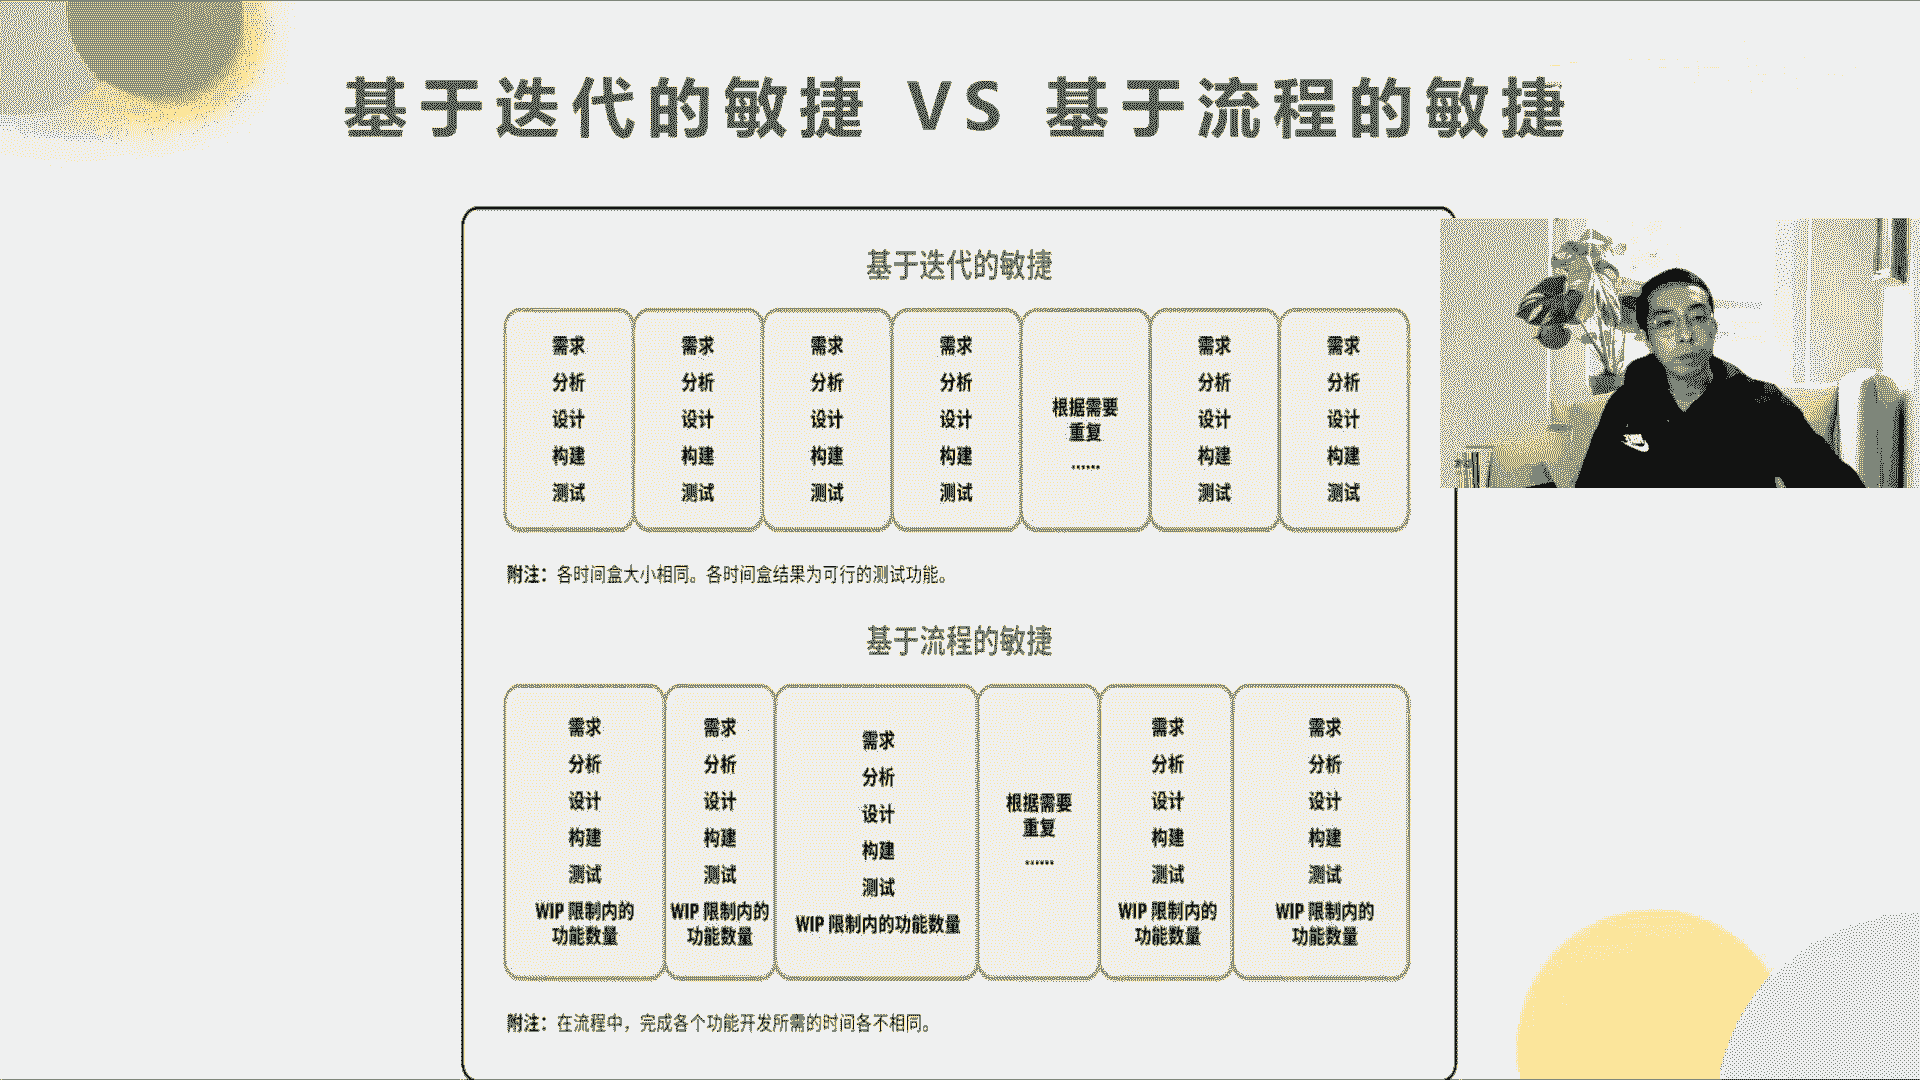 基于迭代的敏捷 VS 基于流程的敏捷
基于迭代的敏捷
需求
分析
设计
构建
测试
需求
分析
设计
构建
测试
需求
分析
设计
构建
测试
需求
分析
设计
构建
测试
根据需要
重复
......
需求
分析
设计
构建
测试
需求
分析
设计
构建
测试
附注：各时间盒大小相同。各时间盒结果为可行的测试功能。
基于流程的敏捷
需求
分析
设计
构建
测试
WIP 限制内的
功能数量
需求
分析
设计
构建
测试
WIP 限制内的
功能数量
需求
分析
设计
构建
测试
WIP 限制内的功能数量
根据需要
重复
......
需求
分析
设计
构建
测试
WIP 限制内的
功能数量
需求
分析
设计
构建
测试
WIP 限制内的
功能数量
附注：在流程中，完成各个功能开发所需的时间各不相同。